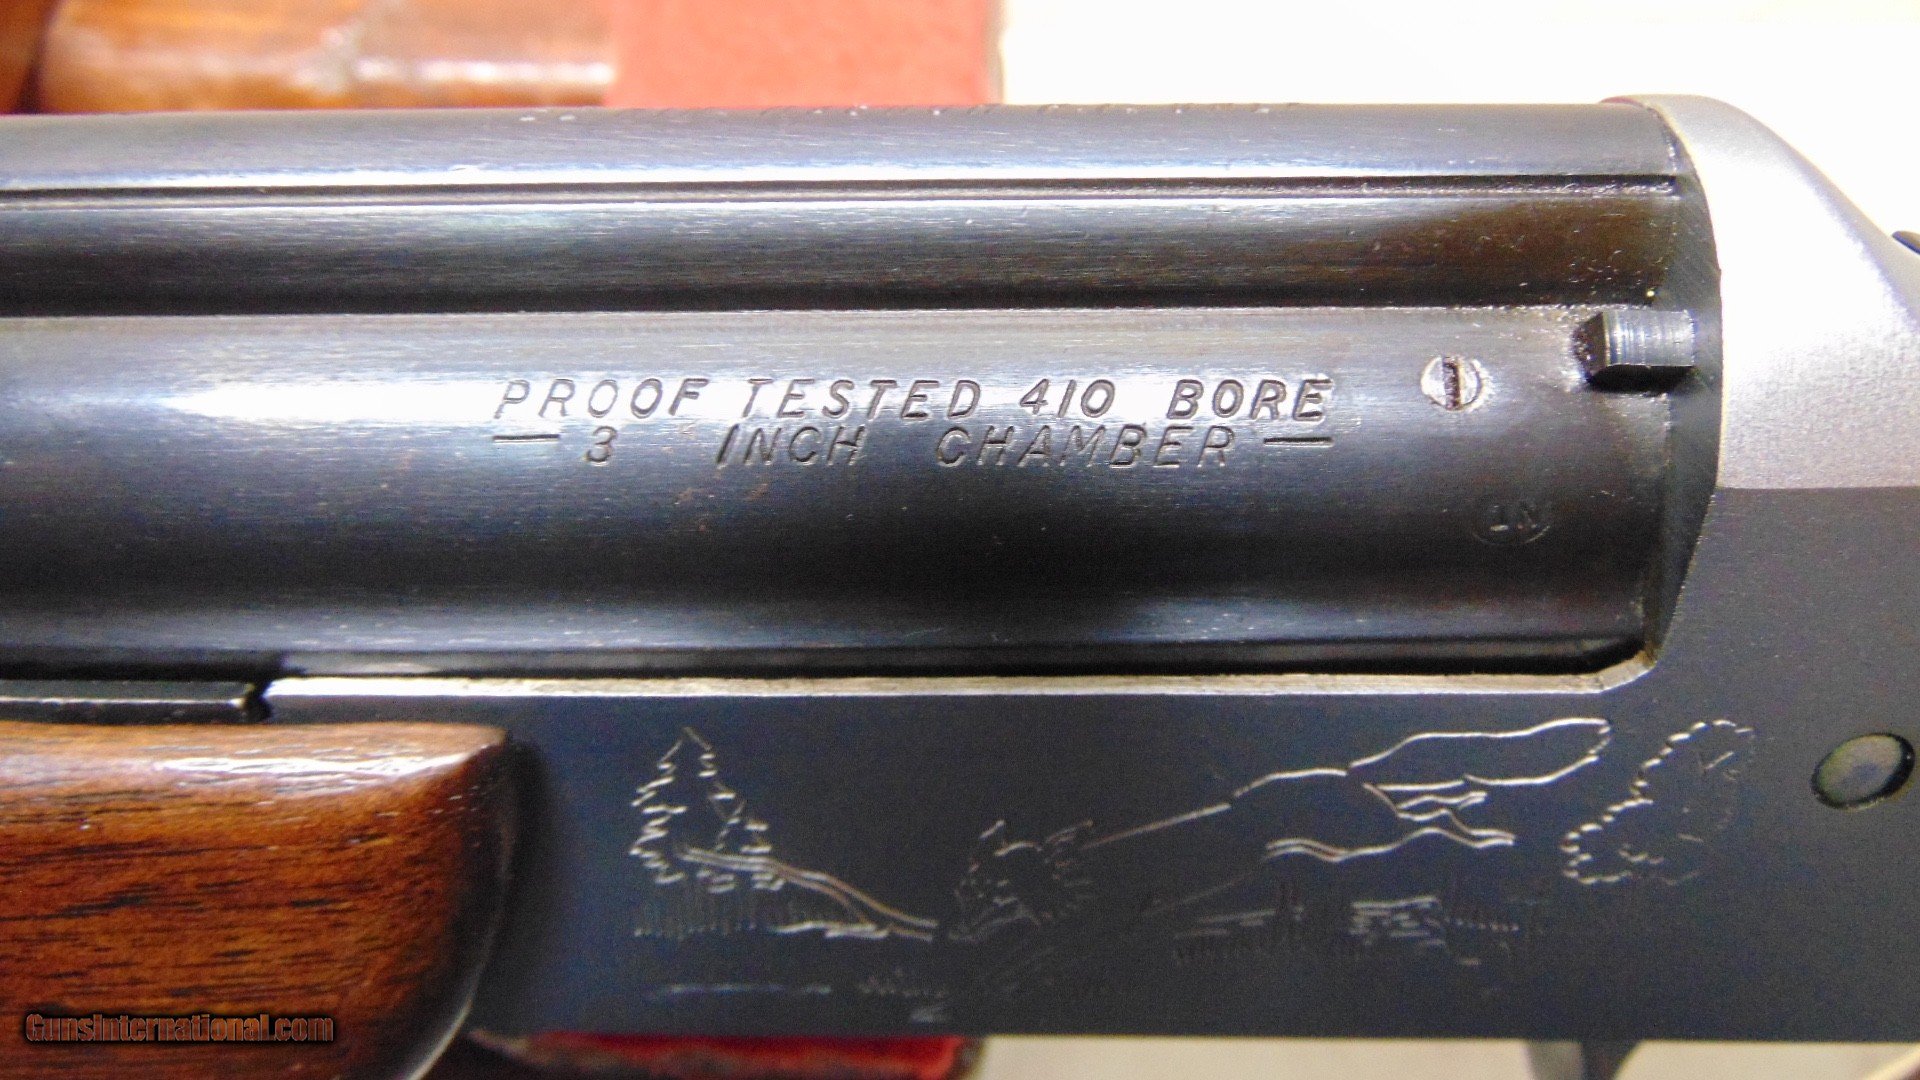 PROOF TESTED 410 BORE
— 3 INCH CHAMBER —
GunsInternational.com